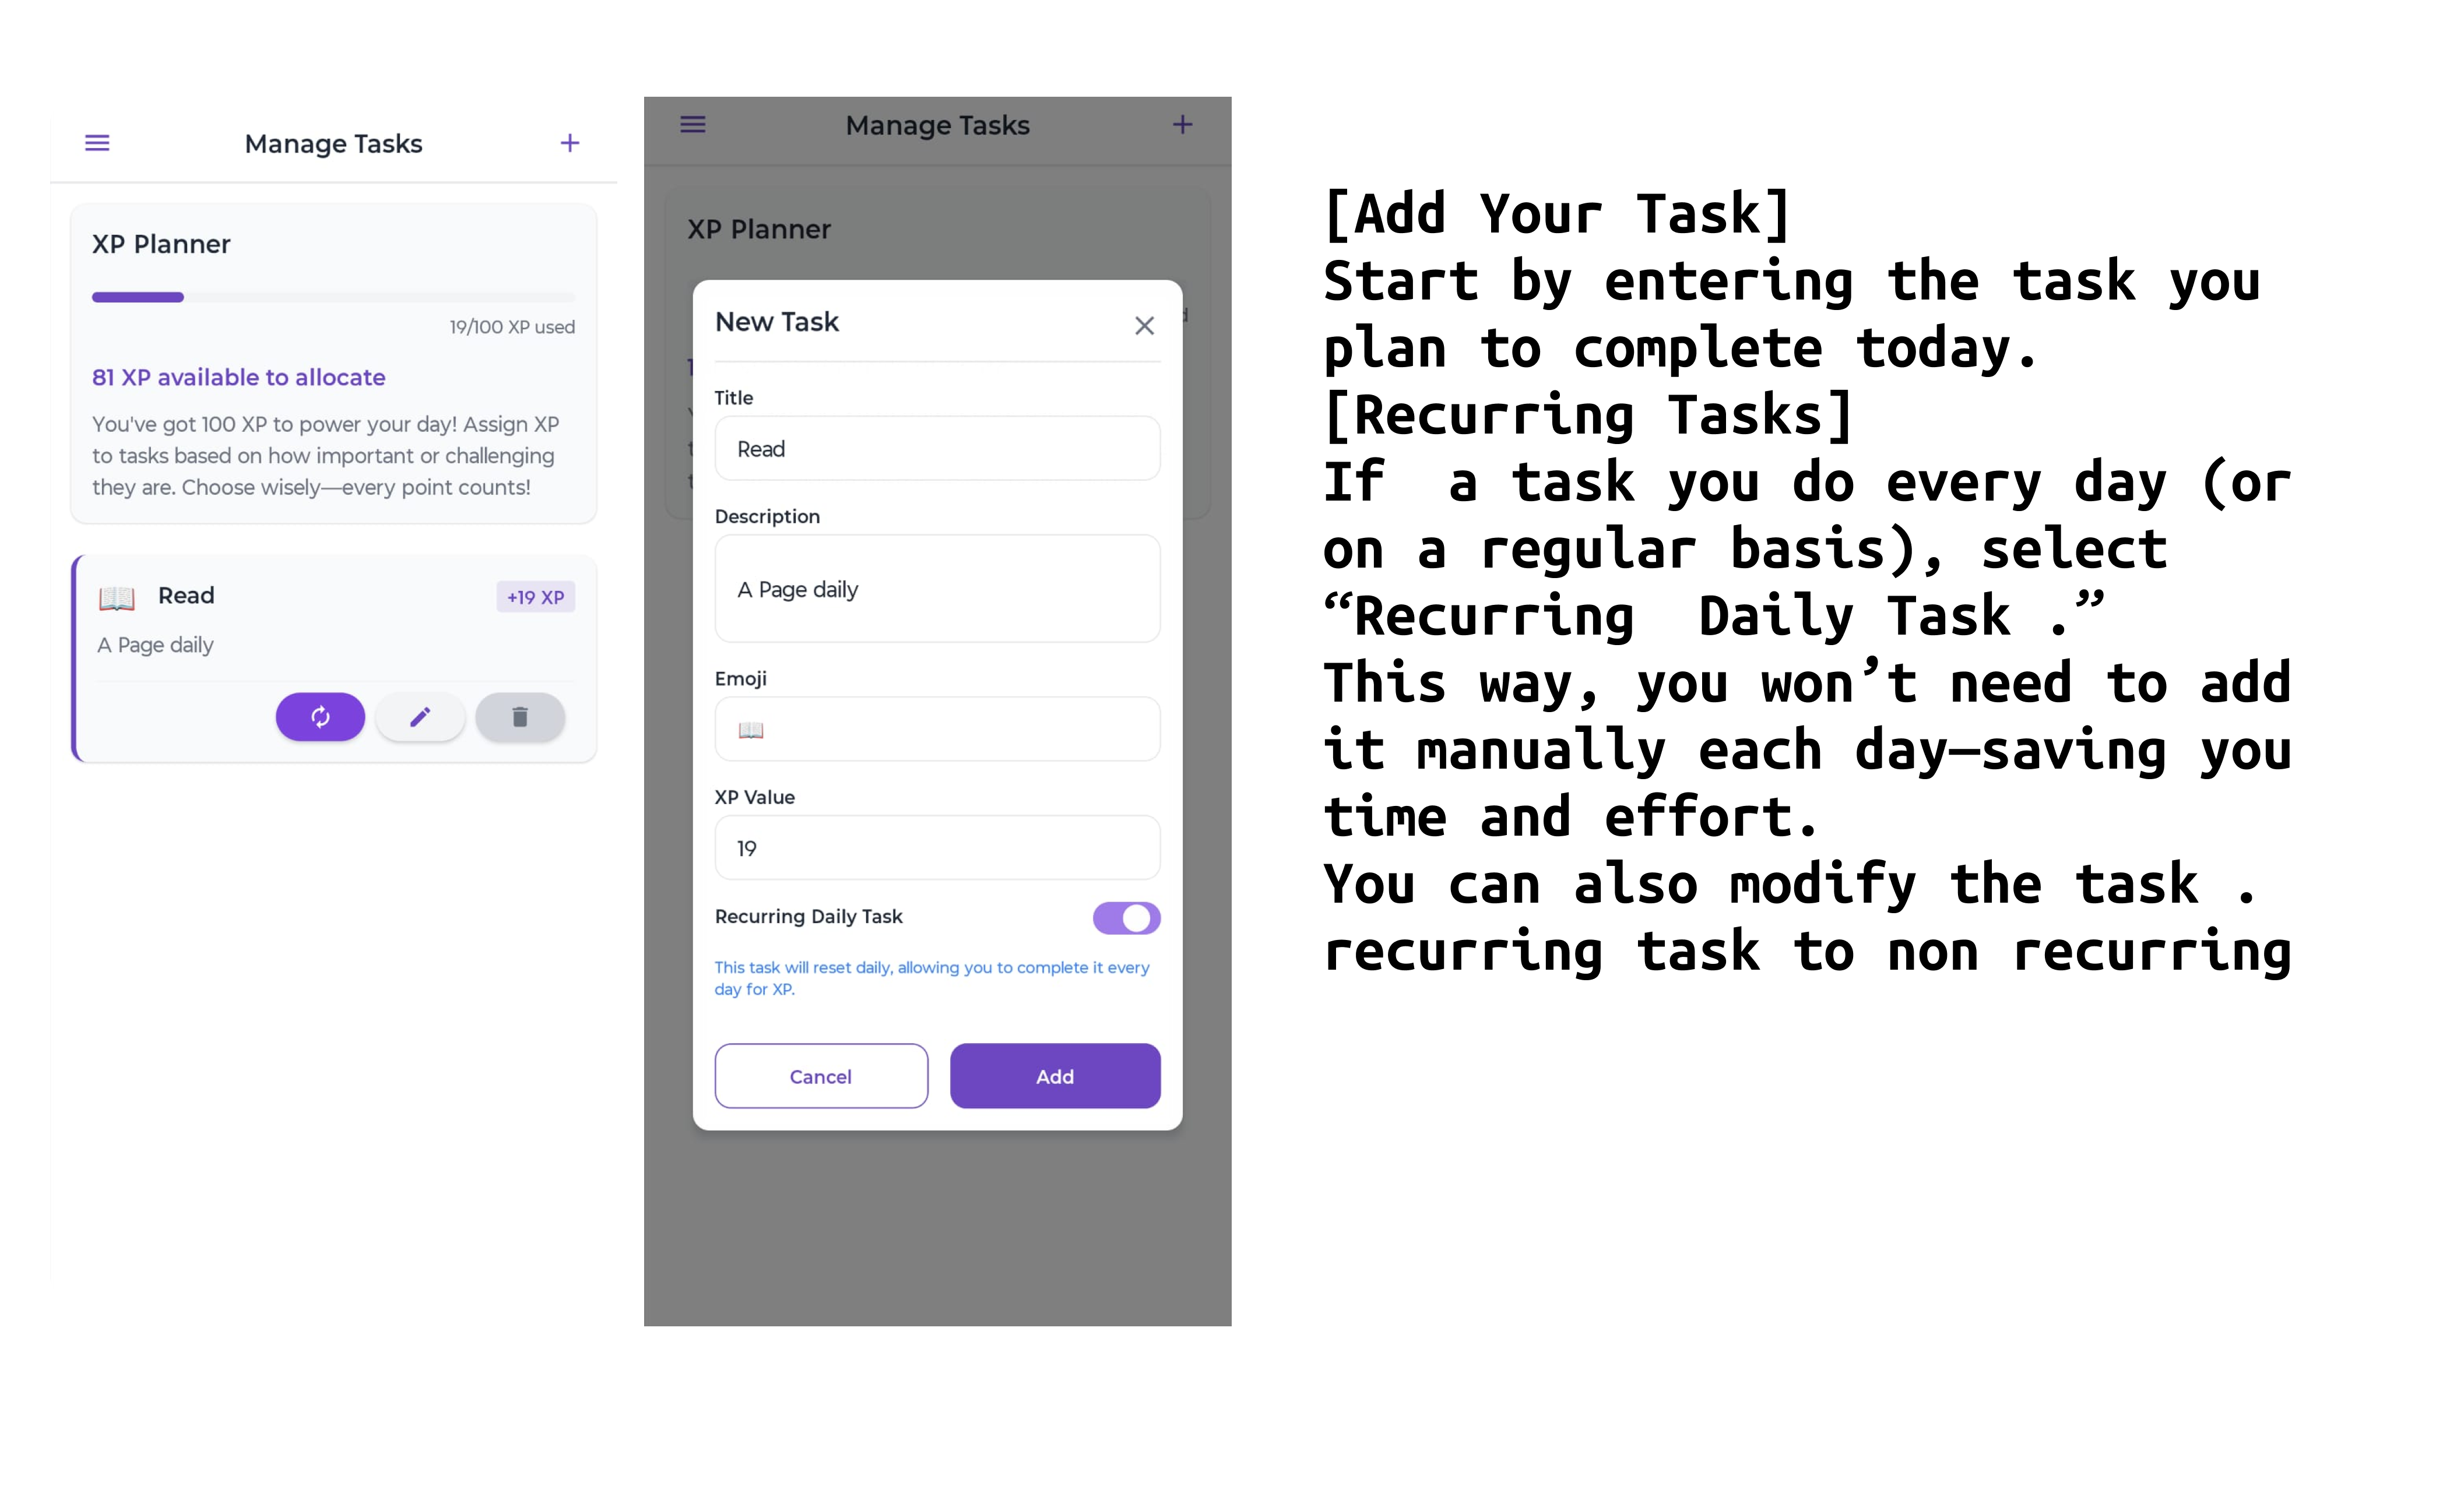 Manage Tasks
XP Planner
19/100 XP used
81 XP available to allocate
You've got 100 XP to power your day! Assign XP
to tasks based on how important or challenging
they are. Choose wisely—every point counts!
Read
+19 XP
A Page daily
Manage Tasks
XP Planner
New Task
Title
Read
Description
A Page daily
Emoji
📖
XP Value
19
Recurring Daily Task
This task will reset daily, allowing you to complete it every
day for XP.
Cancel
Add
[Add Your Task]
Start by entering the task you
plan to complete today.
[Recurring Tasks]
If  a task you do every day (or
on a regular basis), select
“Recurring  Daily Task .”
This way, you won’t need to add
it manually each day—saving you
time and effort.
You can also modify the task .
recurring task to non recurring